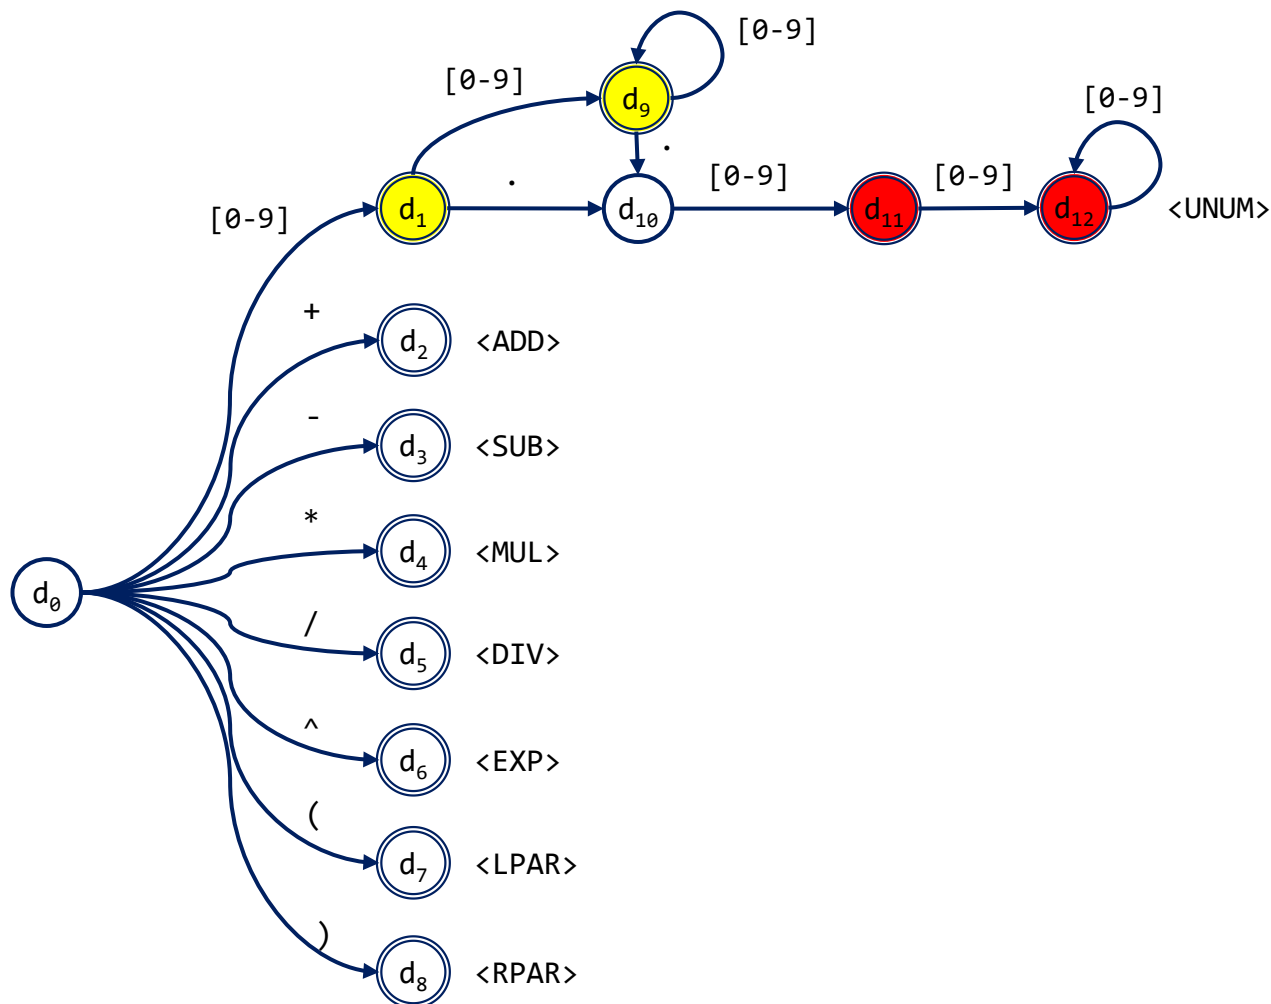 [0-9]
[0-9]
[0-9]
d9
.
.
[0-9]
[0-9]
[0-9]
d1
d10
d11
d12
<UNUM>
+
d2
<ADD>
-
d3
<SUB>
*
d4
<MUL>
d0
/
d5
<DIV>
^
d6
<EXP>
(
d7
<LPAR>
)
d8
<RPAR>